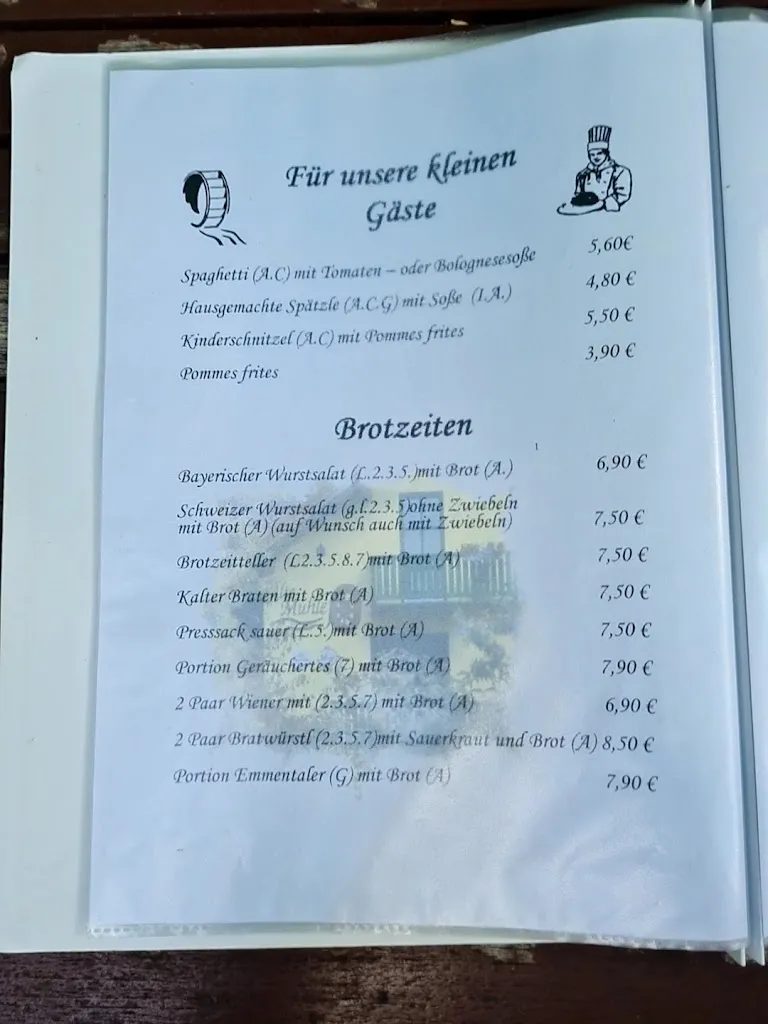 Für unsere kleinen
Gäste
Spaghetti (A.C) mit Tomaten – oder Bolognesesoße 5,60€
Hausgemachte Spätzle (A.C.G) mit Soße (I.A.) 4,80 €
Kinderschnitzel (A.C) mit Pommes frites 5,50 €
Pommes frites 3,90 €
Brotzeiten
Bayerischer Wurstsalat (L.2.3.5.)mit Brot (A.) 6,90 €
Schweizer Wurstsalat (g.l.2.3.5)ohne Zwiebeln
mit Brot (A) (auf Wunsch auch mit Zwiebeln) 7,50 €
Brotzeitteller (L2.3.5.8.7)mit Brot (A) 7,50 €
Kalter Braten mit Brot (A) 7,50 €
Mühle
Presssack sauer (L.5.)mit Brot (A) 7,50 €
Portion Geräuchertes (7) mit Brot (A) 7,90 €
2 Paar Wiener mit (2.3.5.7) mit Brot (A) 6,90 €
2 Paar Bratwürstl (2.3.5.7)mit Sauerkraut und Brot (A) 8,50 €
Portion Emmentaler (G) mit Brot (A) 7,90 €